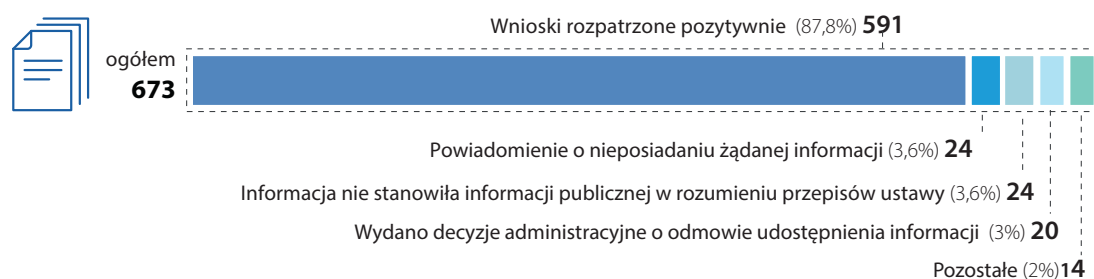 Wnioski rozpatrzone pozytywnie (87,8%) 591
ogółem
673
Powiadomienie o nieposiadaniu żądanej informacji (3,6%) 24
Informacja nie stanowiła informacji publicznej w rozumieniu przepisów ustawy (3,6%) 24
Wydano decyzje administracyjne o odmowie udostępnienia informacji (3%) 20
Pozostałe (2%)14